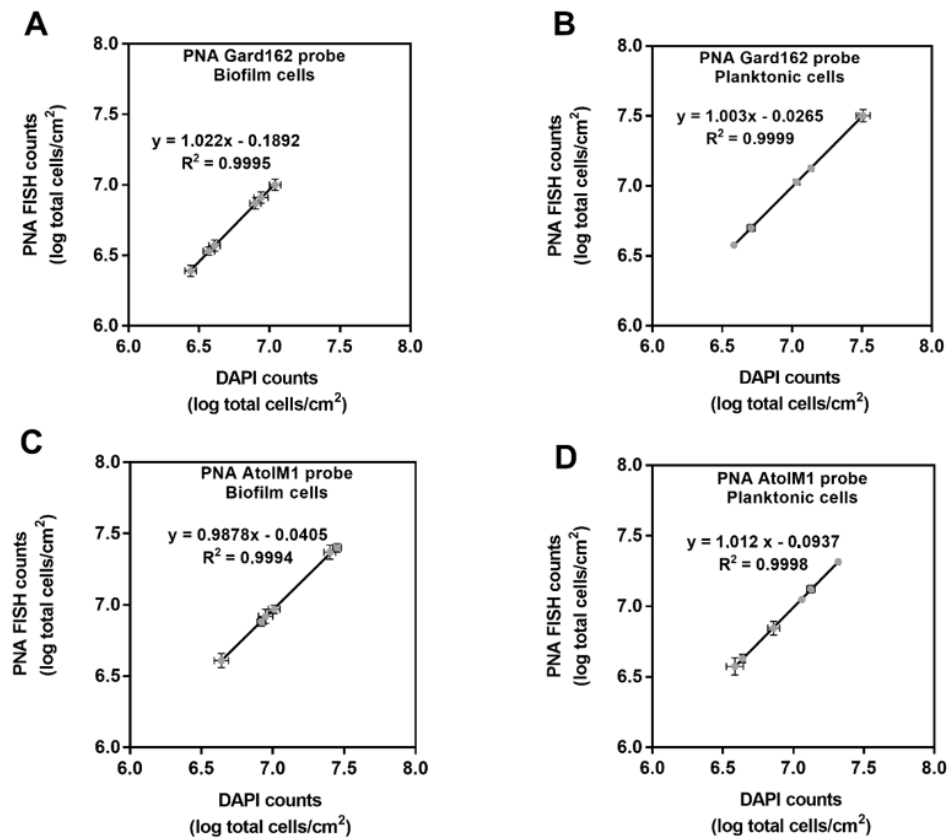 A
PNA Gard162 probe
Biofilm cells
y = 1.022x - 0.1892
R² = 0.9995
PNA FISH counts
(log total cells/cm²)
8.0
7.5
7.0
6.5
6.0
6.0 6.5 7.0 7.5 8.0
DAPI counts
(log total cells/cm²)
B
PNA Gard162 probe
Planktonic cells
y = 1.003x - 0.0265
R² = 0.9999
PNA FISH counts
(log total cells/cm²)
8.0
7.5
7.0
6.5
6.0
6.0 6.5 7.0 7.5 8.0
DAPI counts
(log total cells/cm²)
C
PNA AtolM1 probe
Biofilm cells
y = 0.9878x - 0.0405
R² = 0.9994
PNA FISH counts
(log total cells/cm²)
8.0
7.5
7.0
6.5
6.0
6.0 6.5 7.0 7.5 8.0
DAPI counts
(log total cells/cm²)
D
PNA AtolM1 probe
Planktonic cells
y = 1.012 x - 0.0937
R² = 0.9998
PNA FISH counts
(log total cells/cm²)
8.0
7.5
7.0
6.5
6.0
6.0 6.5 7.0 7.5 8.0
DAPI counts
(log total cells/cm²)